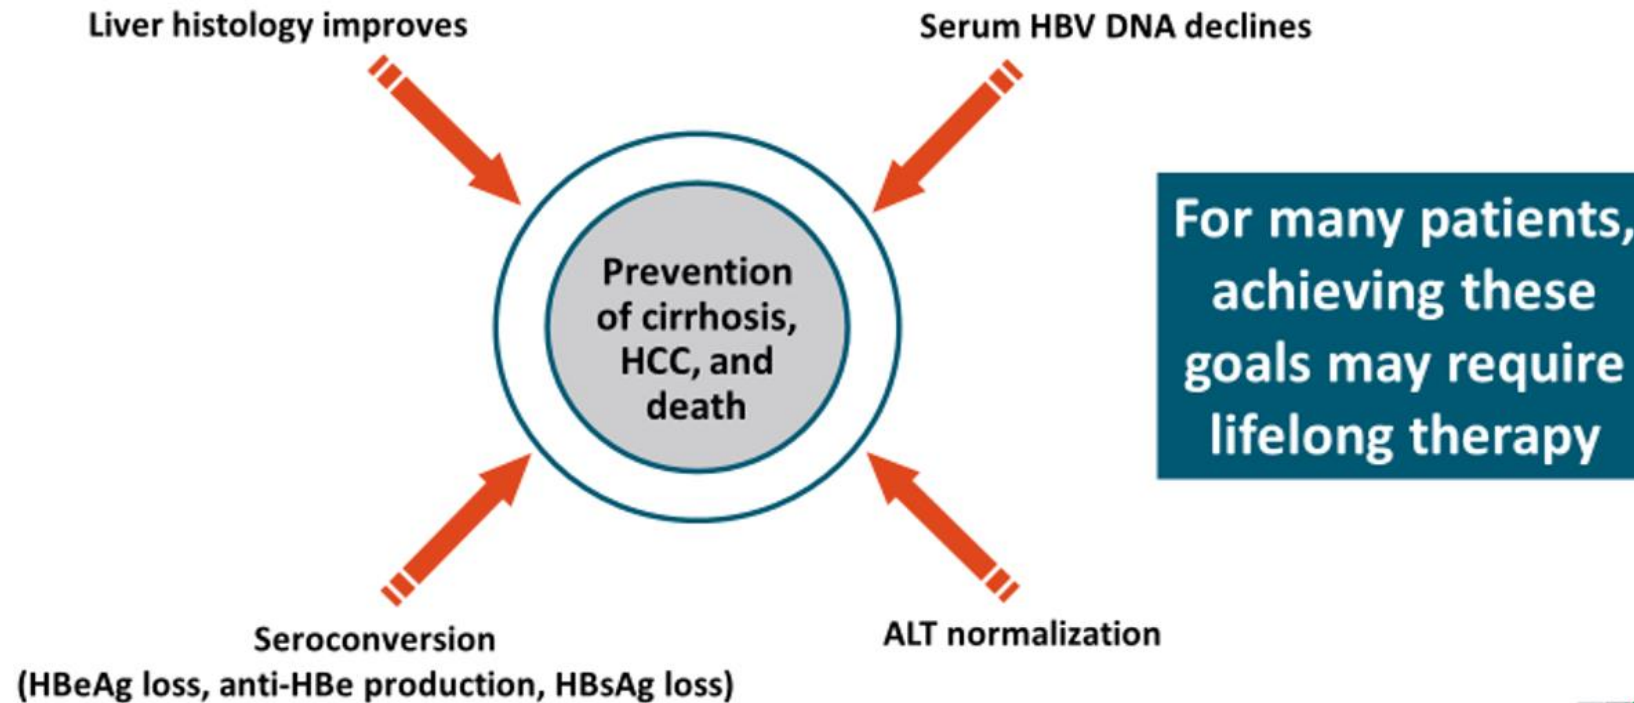 Liver histology improves
Serum HBV DNA declines
Prevention
of cirrhosis,
HCC, and
death
For many patients,
achieving these
goals may require
lifelong therapy
Seroconversion
(HBeAg loss, anti-HBe production, HBsAg loss)
ALT normalization